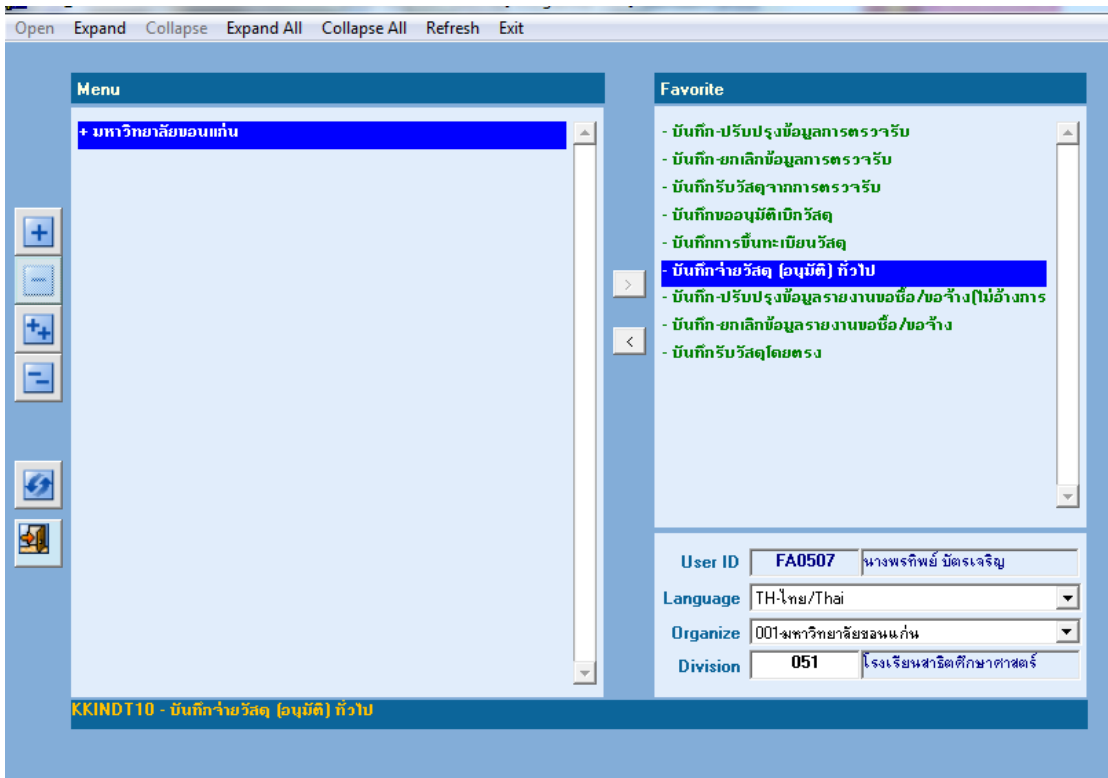 Open Expand Collapse Expand All Collapse All Refresh Exit
Menu
+ มหาวิทยาลัยขอนแก่น
Favorite
- บันทึก-ปรับปรุงข้อมูลการตรวจรับ
- บันทึก-ยกเลิกข้อมูลการตรวจรับ
- บันทึกรับวัสดุจากการตรวจรับ
- บันทึกขออนุมัติเบิกวัสดุ
- บันทึกการขึ้นทะเบียนวัสดุ
- บันทึกจ่ายวัสดุ (อนุมัติ) ทั่วไป
- บันทึก-ปรับปรุงข้อมูลรายงานขอซื้อ/ขอจ้าง(ไม่อ้างการ
- บันทึก-ยกเลิกข้อมูลรายงานขอซื้อ/ขอจ้าง
- บันทึกรับวัสดุโดยตรง
>
<
User ID FA0507 นางพรทิพย์ บัตรเจริญ
Language TH-ไทย/Thai
Organize 001-มหาวิทยาลัยขอนแก่น
Division 051 โรงเรียนสาธิตศึกษาศาสตร์
KKINDT10 - บันทึกจ่ายวัสดุ (อนุมัติ) ทั่วไป